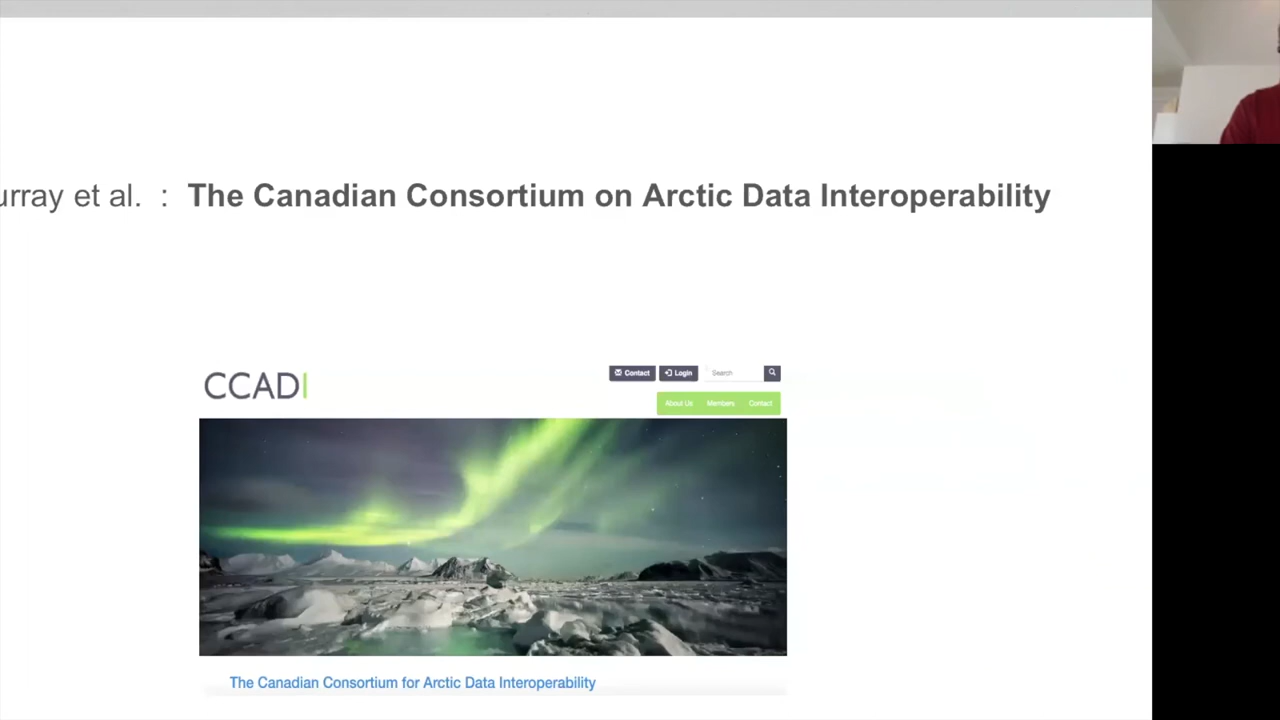 urray et al. : The Canadian Consortium on Arctic Data Interoperability
CCADI
Contact Login Search
About Us Members Contact
The Canadian Consortium for Arctic Data Interoperability